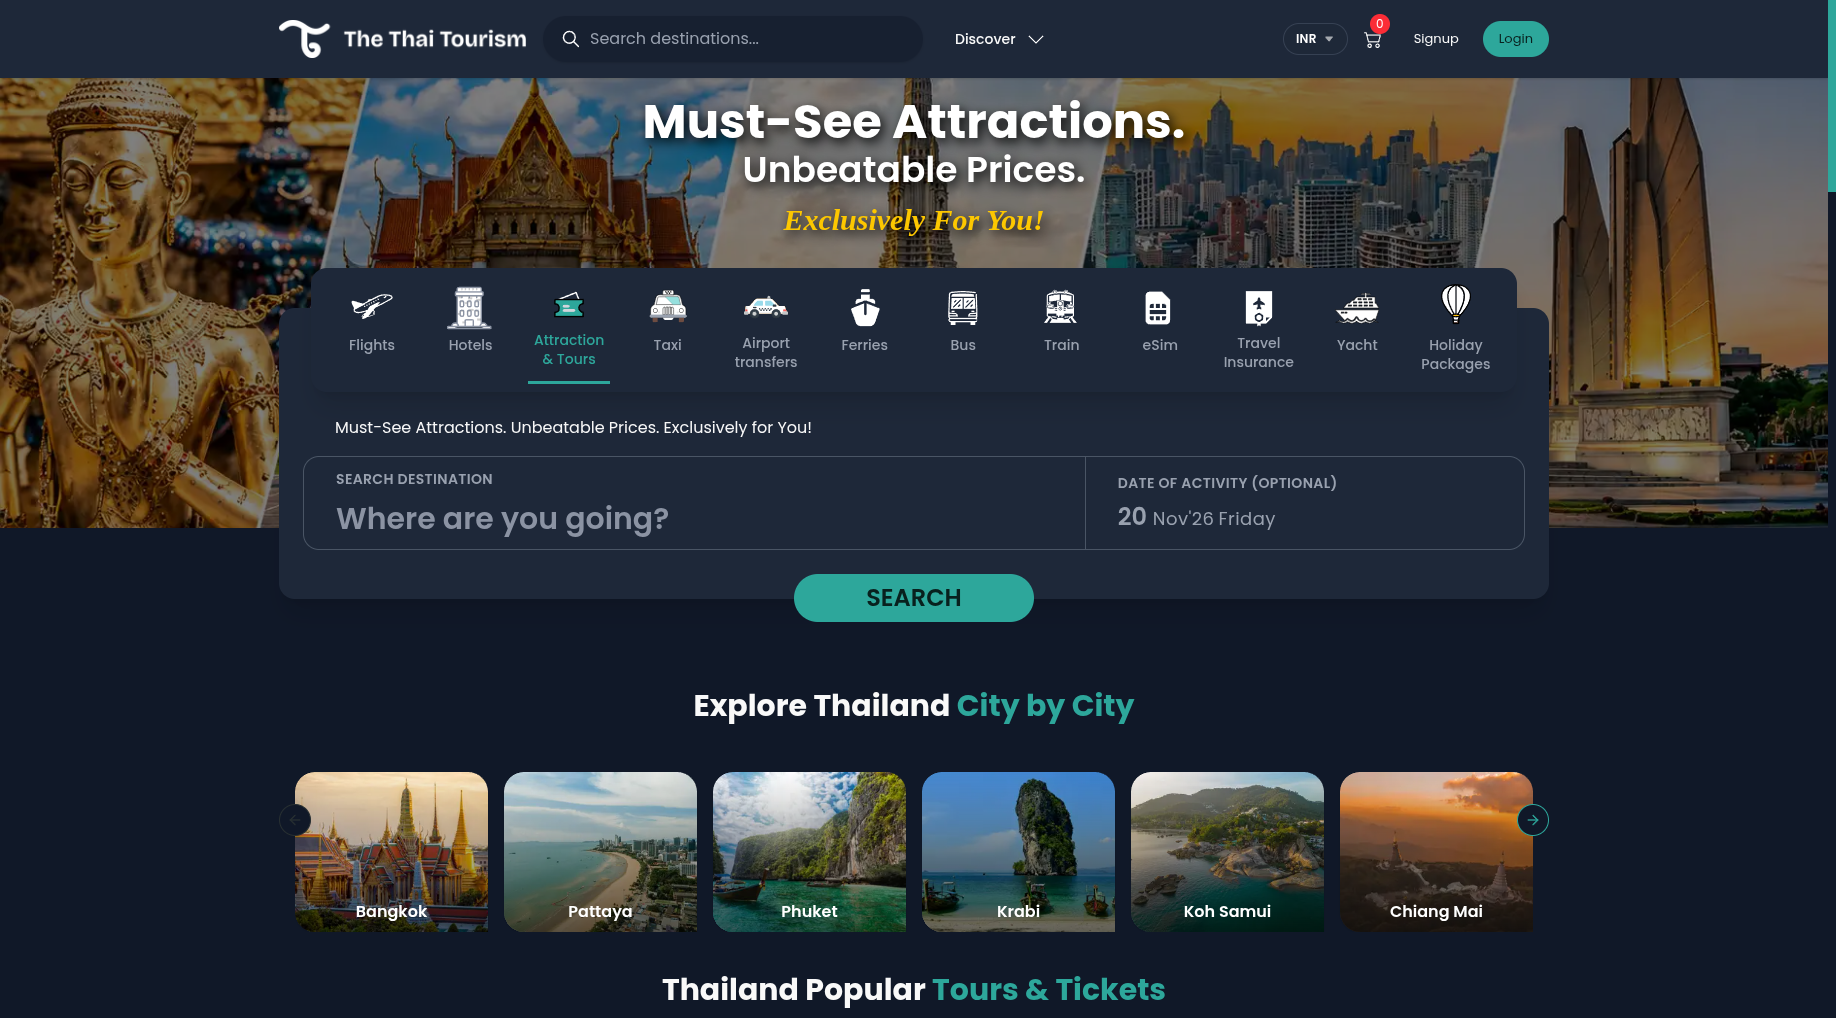 The Thai Tourism
Search destinations...
Discover
INR
0
Signup
Login
Must-See Attractions.
Unbeatable Prices.
Exclusively For You!
Flights
Hotels
Attraction
& Tours
Taxi
Airport
transfers
Ferries
Bus
Train
eSim
Travel
Insurance
Yacht
Holiday
Packages
Must-See Attractions. Unbeatable Prices. Exclusively for You!
SEARCH DESTINATION
Where are you going?
DATE OF ACTIVITY (OPTIONAL)
20 Nov'26 Friday
SEARCH
Explore Thailand City by City
Bangkok
Pattaya
Phuket
Krabi
Koh Samui
Chiang Mai
Thailand Popular Tours & Tickets